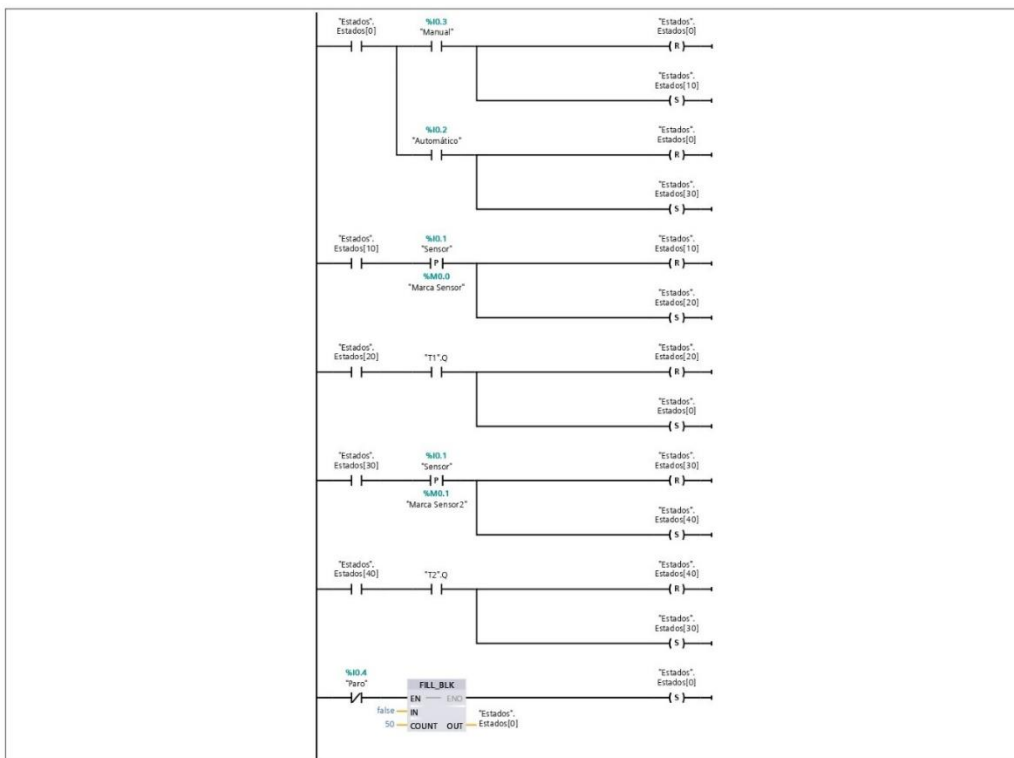 "Estados".
Estados[0]
%I0.3
"Manual"
"Estados".
Estados[0]
R
"Estados".
Estados[10]
S
%I0.2
"Automático"
"Estados".
Estados[0]
R
"Estados".
Estados[30]
S
"Estados".
Estados[10]
%I0.1
"Sensor"
P
%M0.0
"Marca Sensor"
"Estados".
Estados[10]
R
"Estados".
Estados[20]
S
"Estados".
Estados[20]
"T1".Q
"Estados".
Estados[20]
R
"Estados".
Estados[0]
S
"Estados".
Estados[30]
%I0.1
"Sensor"
P
%M0.1
"Marca Sensor2"
"Estados".
Estados[30]
R
"Estados".
Estados[40]
S
"Estados".
Estados[40]
"T2".Q
"Estados".
Estados[40]
R
"Estados".
Estados[30]
S
%I0.4
"Paro"
FILL_BLK
EN ENO
false IN
50 COUNT OUT
"Estados".
Estados[0]
"Estados".
Estados[0]
S